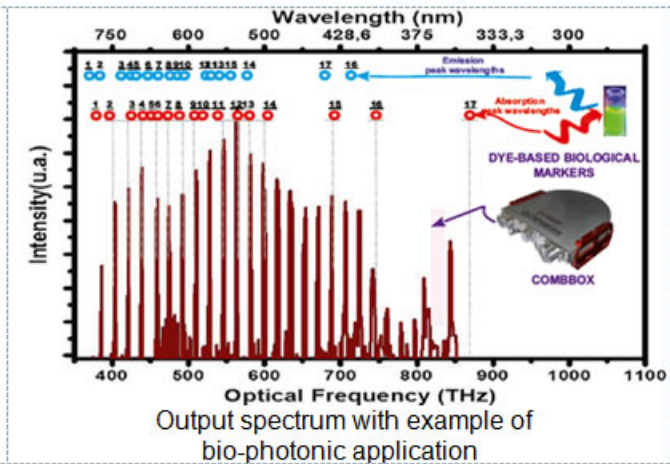 Wavelength (nm)
750 600 500 428,6 375 333,3 300
1 2 3 4 5 6 7 8 9 10 12 11 13 15 14 17 16
Emission
peak wavelengths
1 2 3 4 5 6 7 8 9 10 11 12 13 14 15 16 17
Absorption
peak wavelengths
DYE-BASED BIOLOGICAL
MARKERS
COMBBOX
Intensity(u.a.)
400 500 600 700 800 900 1000 1100
Optical Frequency (THz)
Output spectrum with example of
bio-photonic application